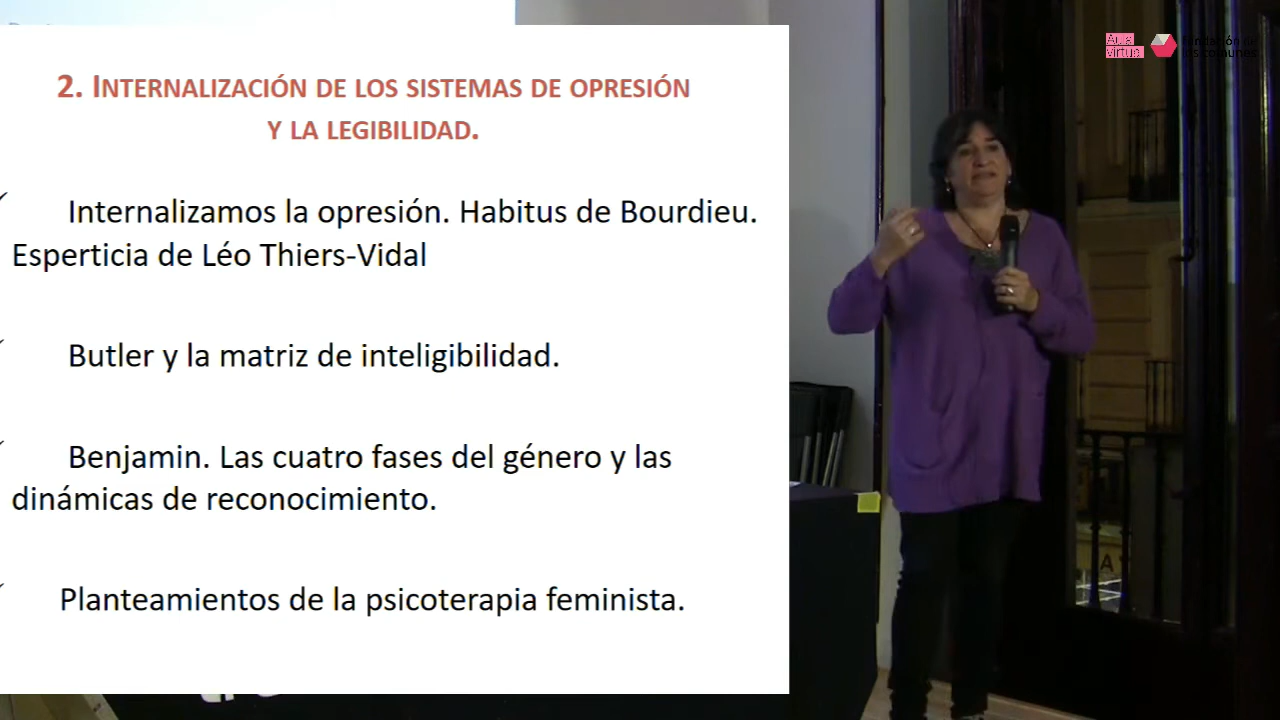 2. INTERNALIZACIÓN DE LOS SISTEMAS DE OPRESIÓN
Y LA LEGIBILIDAD.
Internalizamos la opresión. Habitus de Bourdieu.
Esperticia de Léo Thiers-Vidal
Butler y la matriz de inteligibilidad.
Benjamin. Las cuatro fases del género y las
dinámicas de reconocimiento.
Planteamientos de la psicoterapia feminista.